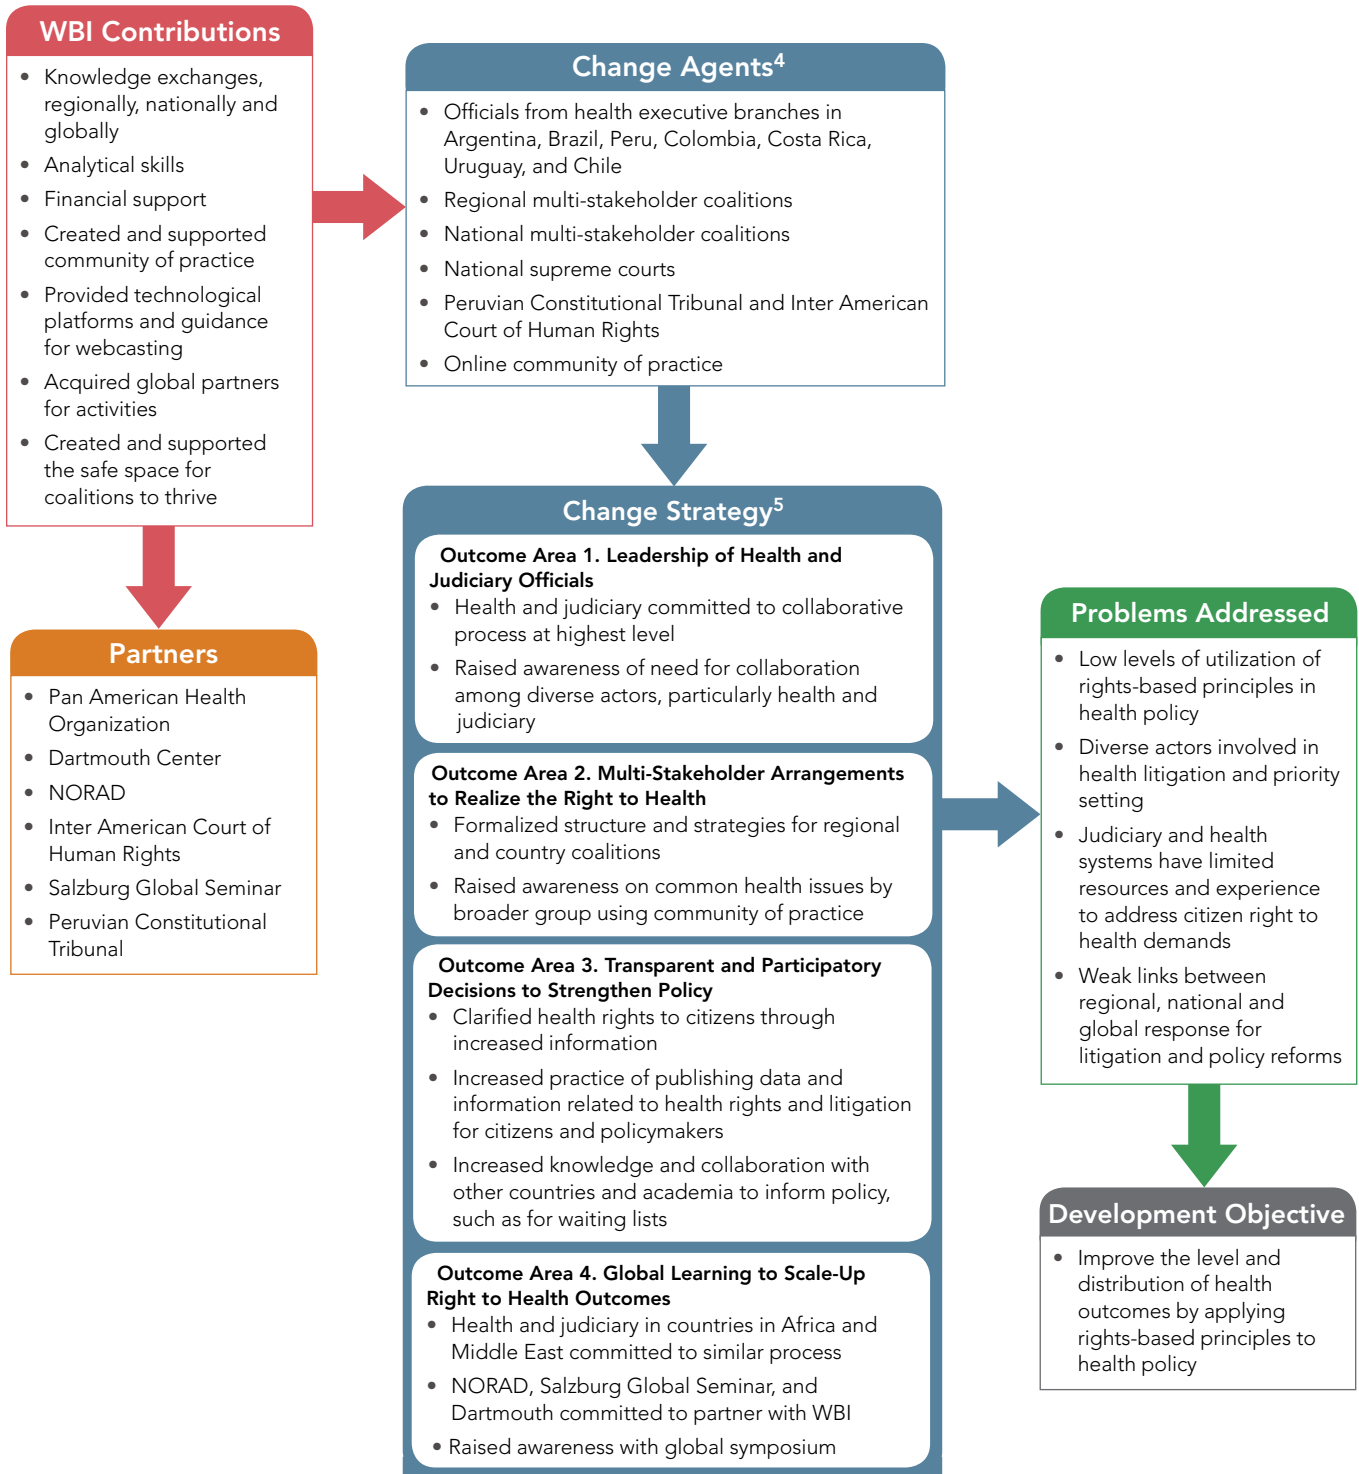 WBI Contributions
• Knowledge exchanges,
regionally, nationally and
globally
• Analytical skills
• Financial support
• Created and supported
community of practice
• Provided technological
platforms and guidance
for webcasting
• Acquired global partners
for activities
• Created and supported
the safe space for
coalitions to thrive
Partners
• Pan American Health
Organization
• Dartmouth Center
• NORAD
• Inter American Court of
Human Rights
• Salzburg Global Seminar
• Peruvian Constitutional
Tribunal
Change Agents4
• Officials from health executive branches in
Argentina, Brazil, Peru, Colombia, Costa Rica,
Uruguay, and Chile
• Regional multi-stakeholder coalitions
• National multi-stakeholder coalitions
• National supreme courts
• Peruvian Constitutional Tribunal and Inter American
Court of Human Rights
• Online community of practice
Change Strategy5
Outcome Area 1. Leadership of Health and
Judiciary Officials
• Health and judiciary committed to collaborative
process at highest level
• Raised awareness of need for collaboration
among diverse actors, particularly health and
judiciary
Outcome Area 2. Multi-Stakeholder Arrangements
to Realize the Right to Health
• Formalized structure and strategies for regional
and country coalitions
• Raised awareness on common health issues by
broader group using community of practice
Outcome Area 3. Transparent and Participatory
Decisions to Strengthen Policy
• Clarified health rights to citizens through
increased information
• Increased practice of publishing data and
information related to health rights and litigation
for citizens and policymakers
• Increased knowledge and collaboration with
other countries and academia to inform policy,
such as for waiting lists
Outcome Area 4. Global Learning to Scale-Up
Right to Health Outcomes
• Health and judiciary in countries in Africa and
Middle East committed to similar process
• NORAD, Salzburg Global Seminar, and
Dartmouth committed to partner with WBI
• Raised awareness with global symposium
Problems Addressed
• Low levels of utilization of
rights-based principles in
health policy
• Diverse actors involved in
health litigation and priority
setting
• Judiciary and health
systems have limited
resources and experience
to address citizen right to
health demands
• Weak links between
regional, national and
global response for
litigation and policy reforms
Development Objective
• Improve the level and
distribution of health
outcomes by applying
rights-based principles to
health policy